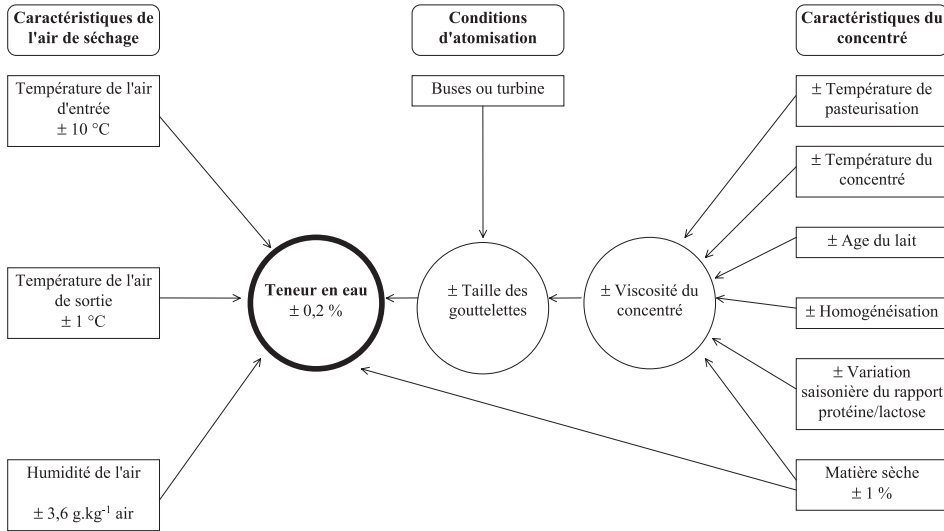 Caractéristiques de
l'air de séchage
Température de l'air
d'entrée
± 10 °C
Température de l'air
de sortie
± 1 °C
Humidité de l'air
± 3,6 g.kg⁻¹ air
Teneur en eau
± 0,2 %
Conditions
d'atomisation
Buses ou turbine
± Taille des
gouttelettes
± Viscosité du
concentré
Caractéristiques du
concentré
± Température de
pasteurisation
± Température du
concentré
± Age du lait
± Homogénéisation
± Variation
saisonière du rapport
protéine/lactose
Matière sèche
± 1 %